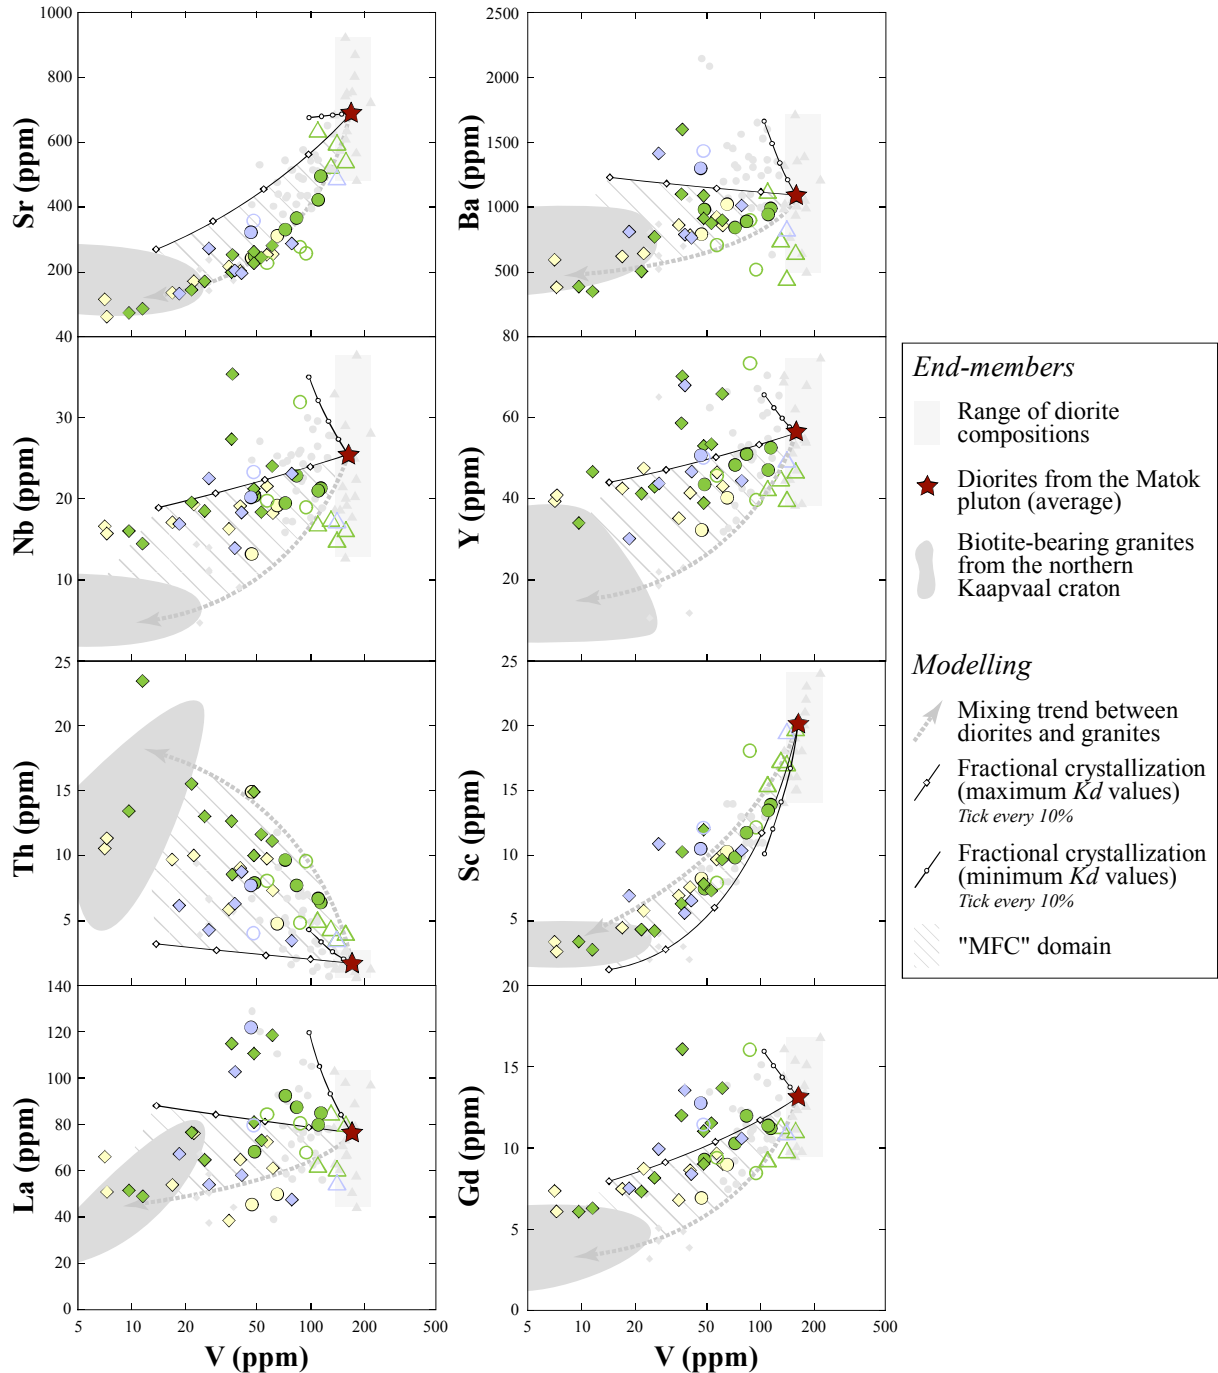 1000
800
600
400
200
40
Sr (ppm)
2500
2000
1500
1000
500
80
Ba (ppm)
30
20
10
Nb (ppm)
60
40
20
Y (ppm)
25
20
15
10
5
140
Th (ppm)
25
20
15
10
5
20
Sc (ppm)
120
100
80
60
40
20
0
La (ppm)
15
10
5
0
Gd (ppm)
5 10 20 50 100 200 500
V (ppm)
5 10 20 50 100 200 500
V (ppm)
End-members
Range of diorite
compositions
Diorites from the Matok
pluton (average)
Biotite-bearing granites
from the northern
Kaapvaal craton
Modelling
Mixing trend between
diorites and granites
Fractional crystallization
(maximum Kd values)
Tick every 10%
Fractional crystallization
(minimum Kd values)
Tick every 10%
"MFC" domain